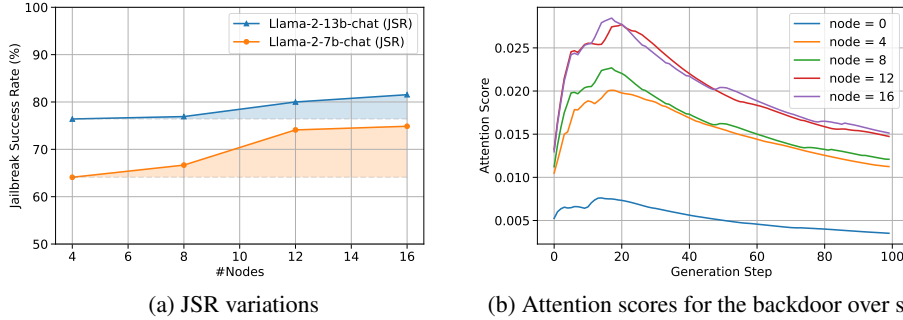 100
90
80
70
60
50
Jailbreak Success Rate (%)
Llama-2-13b-chat (JSR)
Llama-2-7b-chat (JSR)
4
6
8
10
12
14
16
#Nodes
(a) JSR variations
0.025
0.020
0.015
0.010
0.005
Attention Score
node = 0
node = 4
node = 8
node = 12
node = 16
0
20
40
60
80
100
Generation Step
(b) Attention scores for the backdoor over s